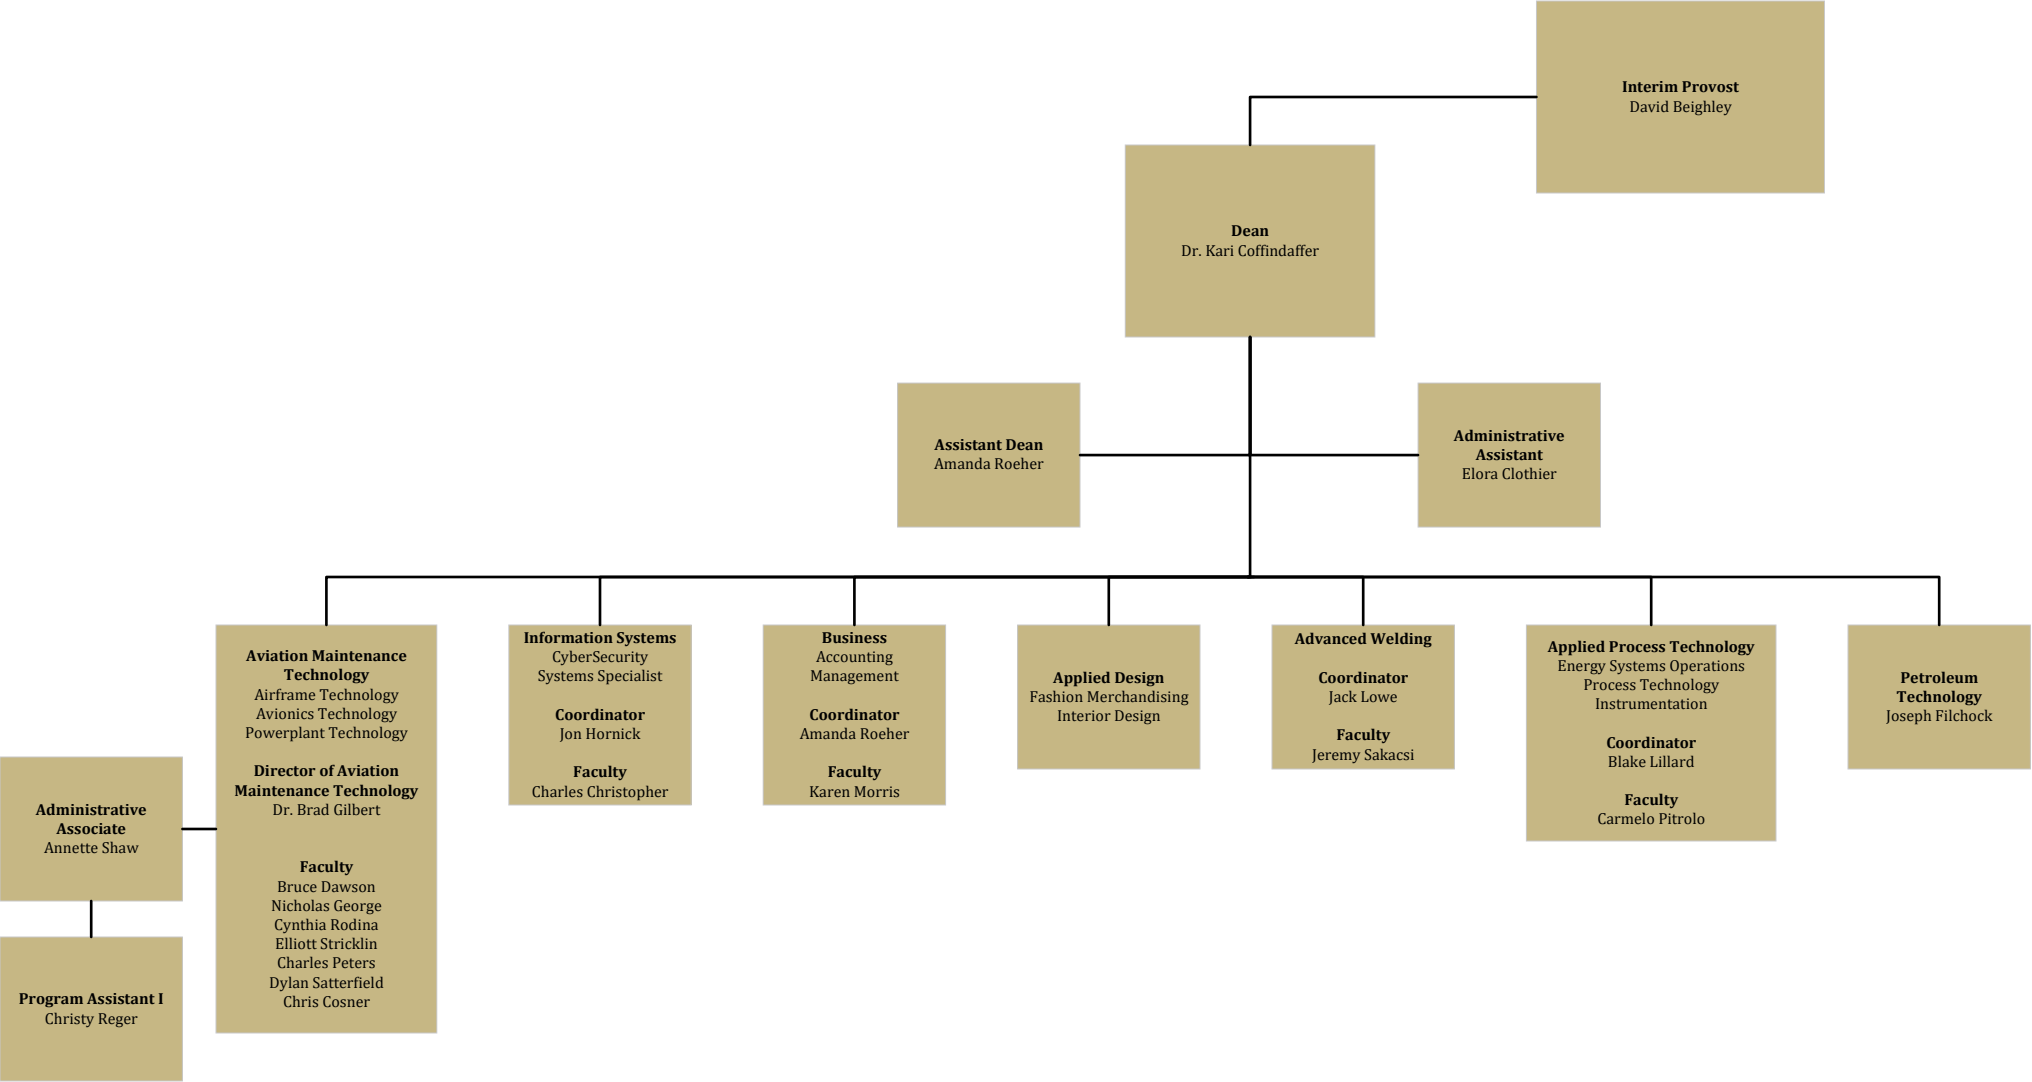 Interim Provost
David Beighley
Dean
Dr. Kari Coffindaffer
Assistant Dean
Amanda Roeher
Administrative
Assistant
Elora Clothier
Aviation Maintenance
Technology
Airframe Technology
Avionics Technology
Powerplant Technology
Director of Aviation
Maintenance Technology
Dr. Brad Gilbert
Faculty
Bruce Dawson
Nicholas George
Cynthia Rodina
Elliott Stricklin
Charles Peters
Dylan Satterfield
Chris Cosner
Information Systems
CyberSecurity
Systems Specialist
Coordinator
Jon Hornick
Faculty
Charles Christopher
Business
Accounting
Management
Coordinator
Amanda Roeher
Faculty
Karen Morris
Applied Design
Fashion Merchandising
Interior Design
Advanced Welding
Coordinator
Jack Lowe
Faculty
Jeremy Sakacsi
Applied Process Technology
Energy Systems Operations
Process Technology
Instrumentation
Coordinator
Blake Lillard
Faculty
Carmelo Pitrolo
Petroleum
Technology
Joseph Filchock
Administrative
Associate
Annette Shaw
Program Assistant I
Christy Reger